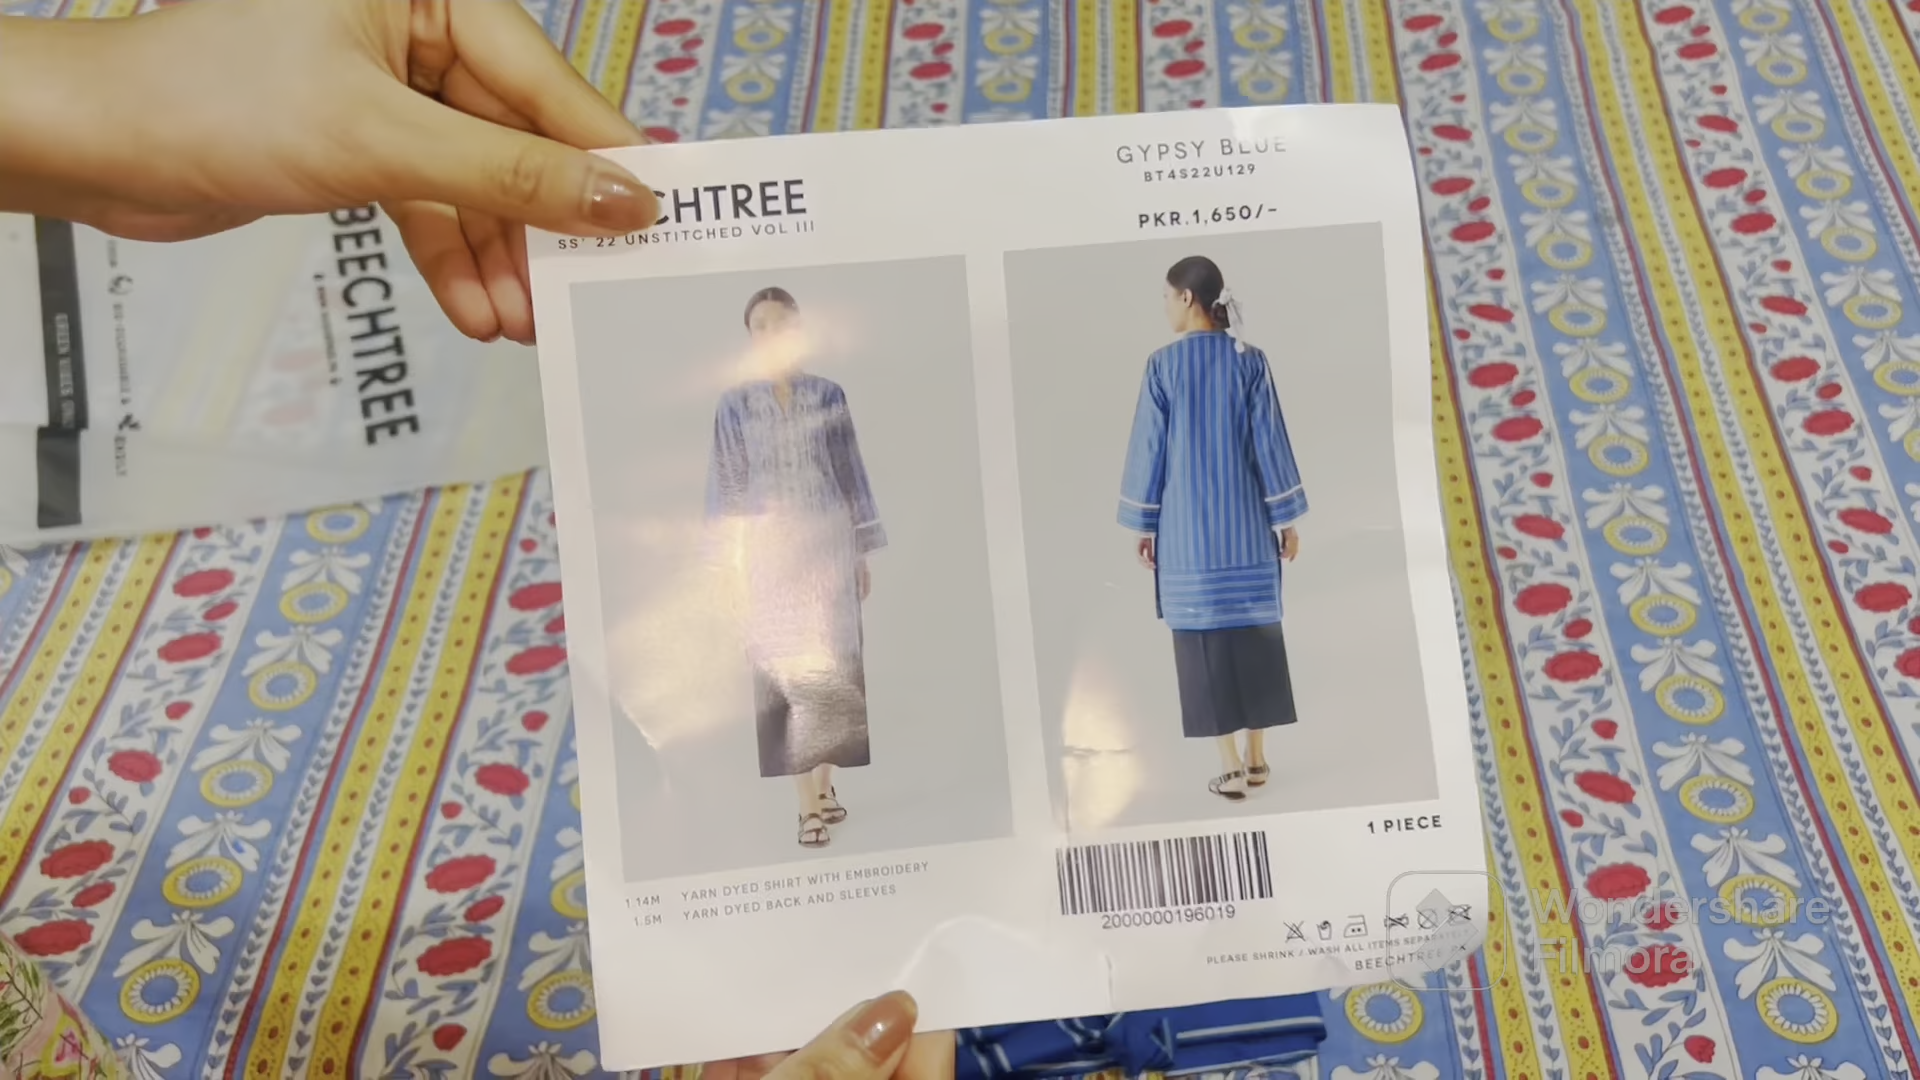 CHTREE
SS' 22 UNSTITCHED VOL III
GYPSY BLUE
BT4S22U129
PKR.1,650/-
1 PIECE
1.14M YARN DYED SHIRT WITH EMBROIDERY
1.5M YARN DYED BACK AND SLEEVES
2000000196019
PLEASE SHRINK / WASH ALL ITEMS SEPARATELY
BEECHTREE.PK
BEECHTREE
Wondershare
Filmora